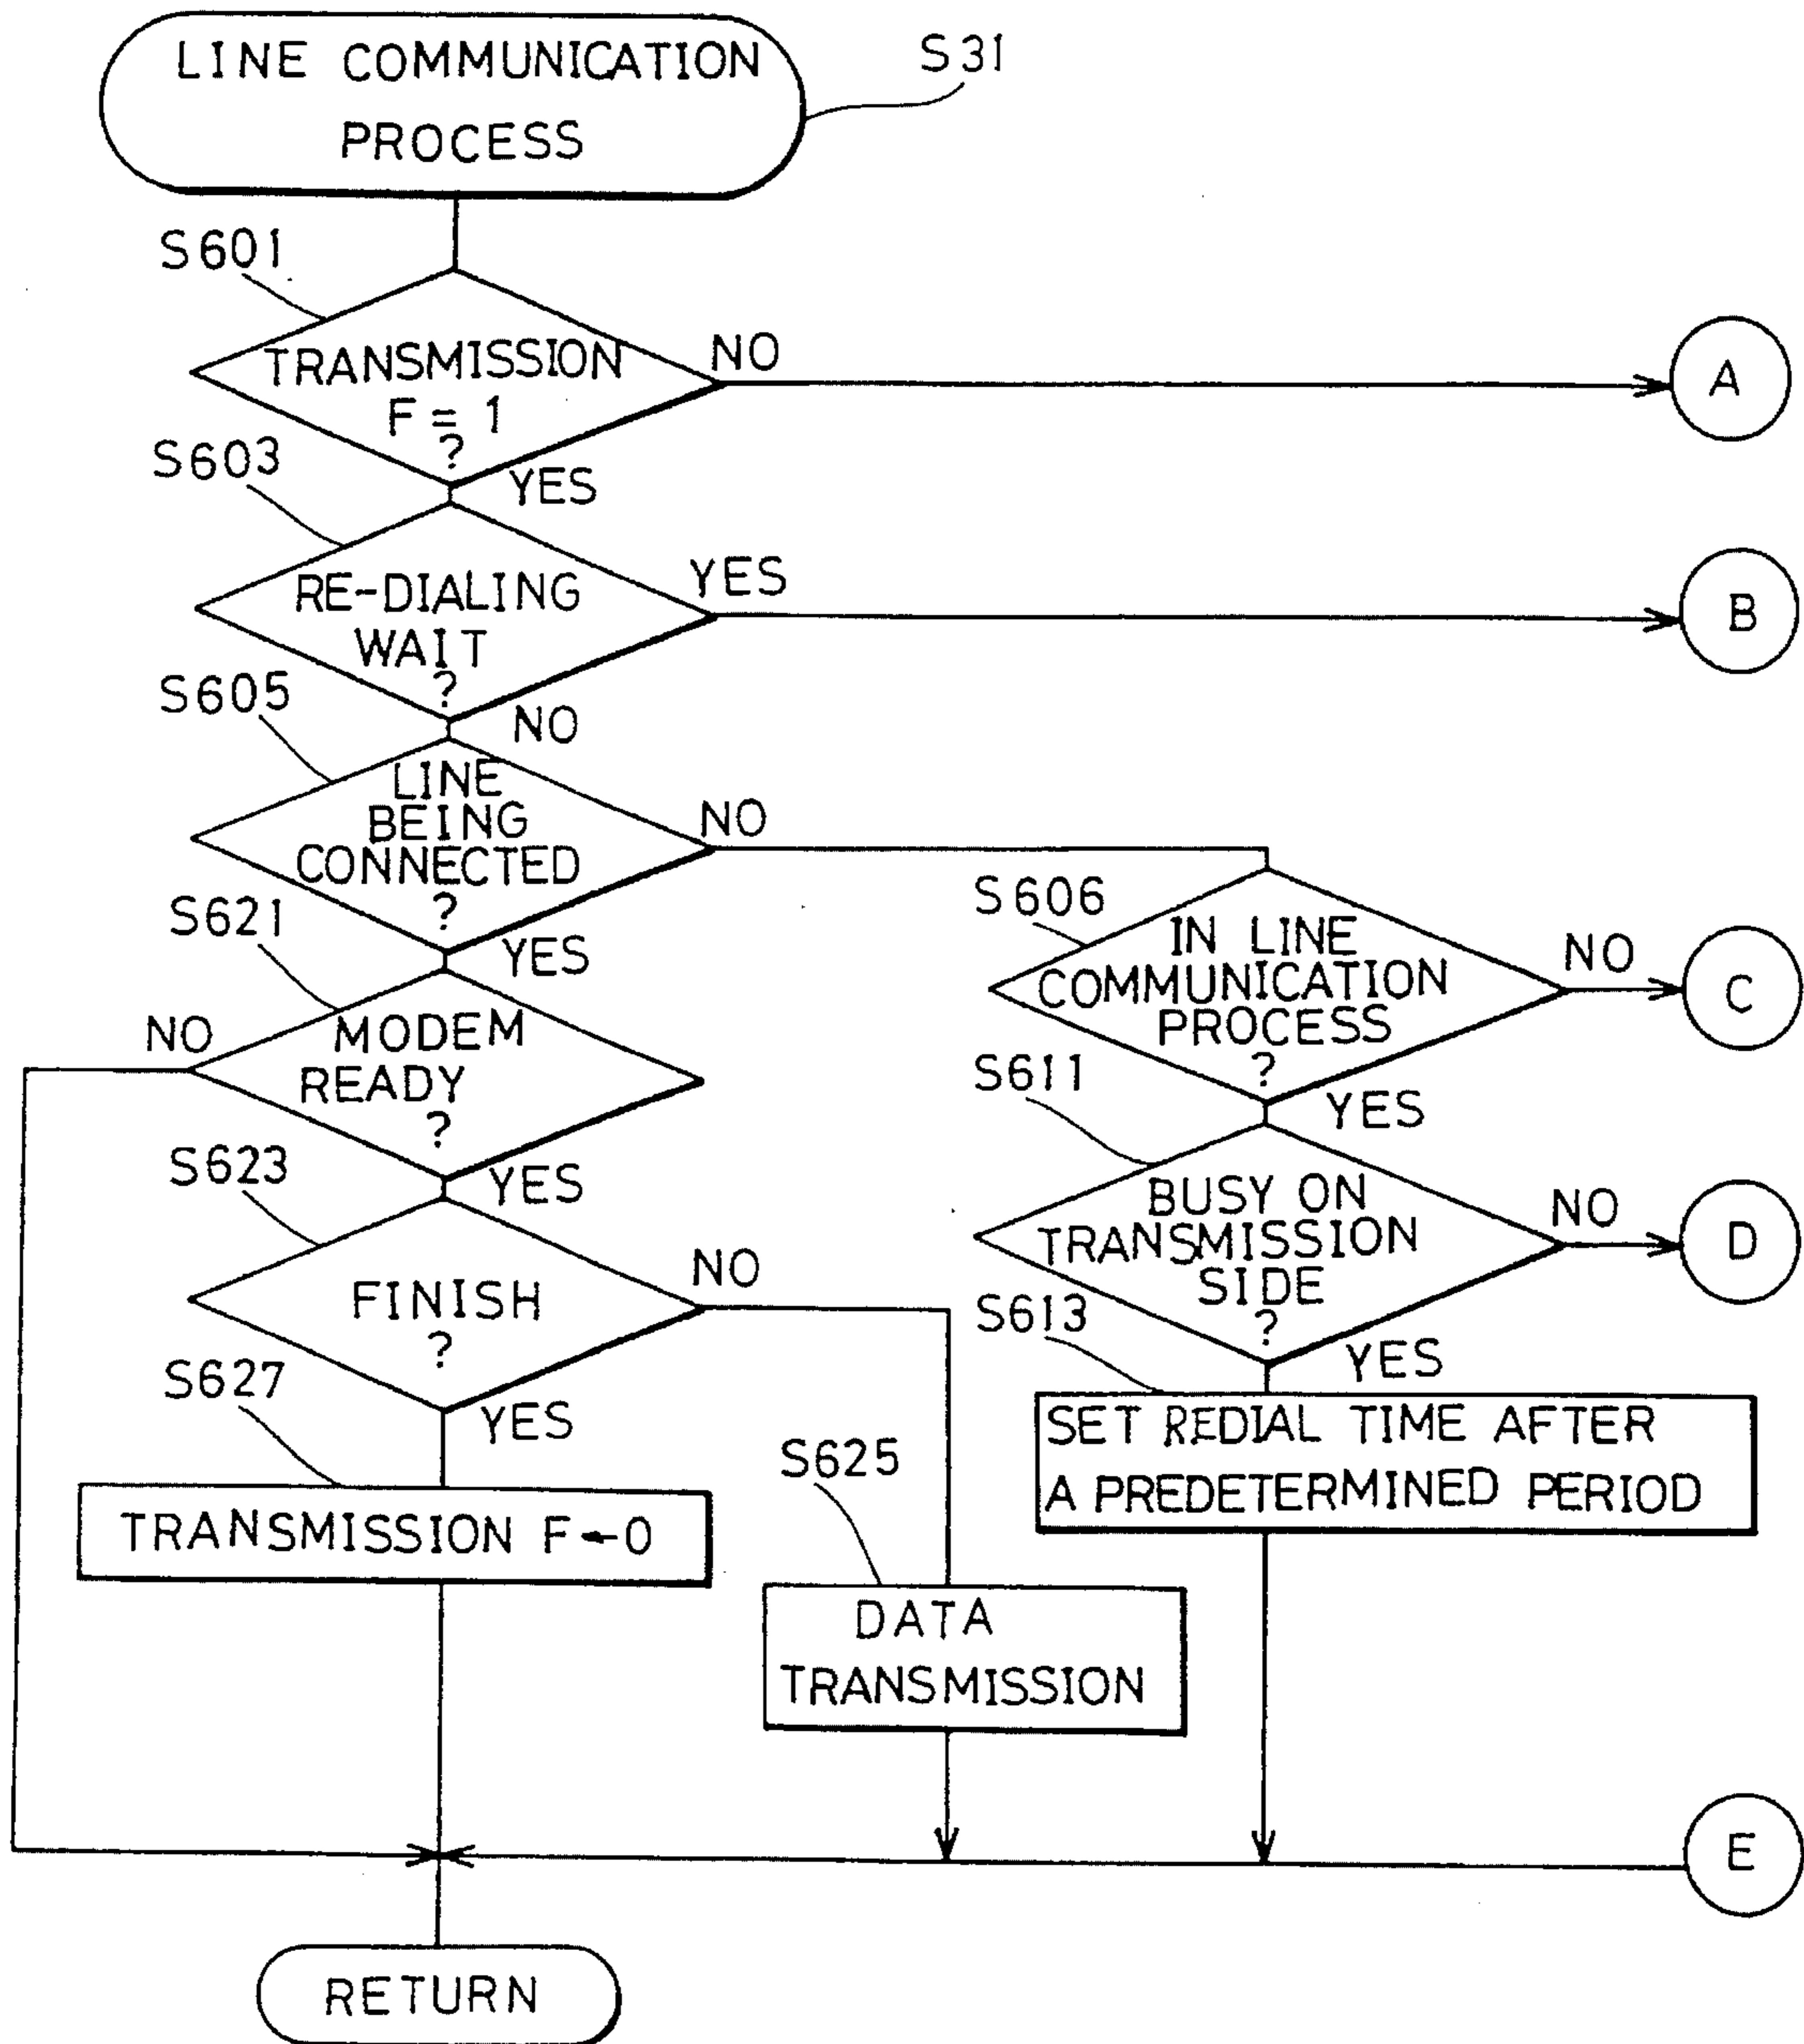 LINE COMMUNICATION
PROCESS
S31
S601
TRANSMISSION
F = 1
?
NO
A
YES
S603
RE-DIALING
WAIT
?
YES
B
NO
S605
LINE
BEING
CONNECTED
?
NO
YES
S606
IN LINE
COMMUNICATION
PROCESS
?
NO
C
YES
S621
MODEM
READY
?
NO
YES
S611
BUSY ON
TRANSMISSION
SIDE
?
NO
D
YES
S623
FINISH
?
NO
YES
S613
SET REDIAL TIME AFTER
A PREDETERMINED PERIOD
S627
TRANSMISSION F←0
S625
DATA
TRANSMISSION
E
RETURN